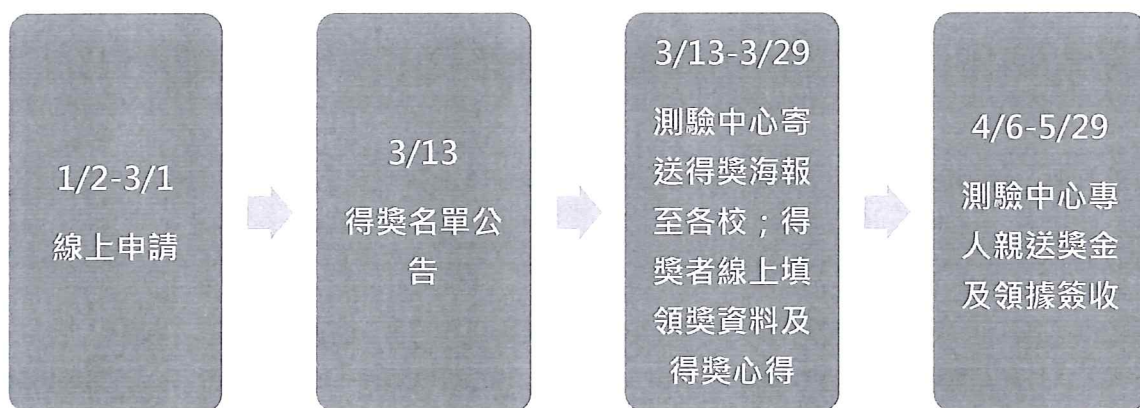 1/2-3/1
線上申請
3/13
得獎名單公
告
3/13-3/29
測驗中心寄
送得獎海報
至各校；得
獎者線上填
領獎資料及
得獎心得
4/6-5/29
測驗中心專
人親送獎金
及領據簽收